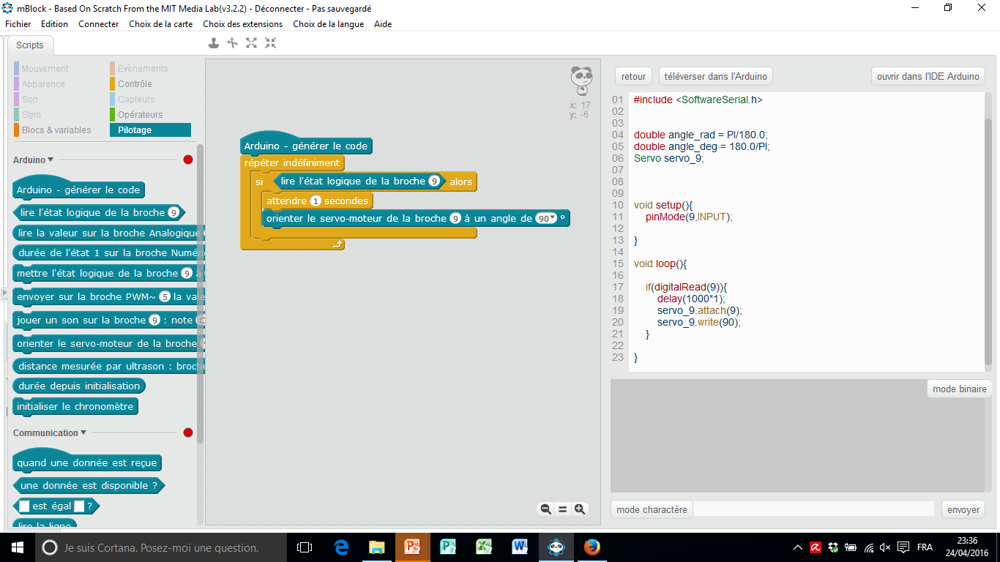 mBlock - Based On Scratch From the MIT Media Lab(v3.2.2) - Déconnecter - Pas sauvegardé
Fichier Edition Connecter Choix de la carte Choix des extensions Choix de la langue Aide
Scripts
Mouvement Evènements
Apparence Contrôle
Son Capteurs
Stylo Opérateurs
Blocs & variables Pilotage
Arduino
Arduino - générer le code
lire l'état logique de la broche 9
lire la valeur sur la broche Analogique
durée de l'état 1 sur la broche Numér
mettre l'état logique de la broche 9 à
envoyer sur la broche PWM~ 5 la vale
jouer un son sur la broche 9 : note
orienter le servo-moteur de la broche
distance mesurée par ultrason : broche
durée depuis initialisation
initialiser le chronomètre
Communication
quand une donnée est reçue
une donnée est disponible ?
est égal ?
lire la ligne
x: 17
y: -6
Arduino - générer le code
répéter indéfiniment
si lire l'état logique de la broche 9 alors
attendre 1 secondes
orienter le servo-moteur de la broche 9 à un angle de 90 °
retour téléverser dans l'Arduino ouvrir dans l'IDE Arduino
01 #include <SoftwareSerial.h>
02
03
04 double angle_rad = PI/180.0;
05 double angle_deg = 180.0/PI;
06 Servo servo_9;
07
08
09
10 void setup(){
11 pinMode(9,INPUT);
12
13 }
14
15 void loop(){
16
17 if(digitalRead(9)){
18 delay(1000*1);
19 servo_9.attach(9);
20 servo_9.write(90);
21 }
22
23 }
mode binaire
mode charactère envoyer
Je suis Cortana. Posez-moi une question.
FRA
23:36
24/04/2016